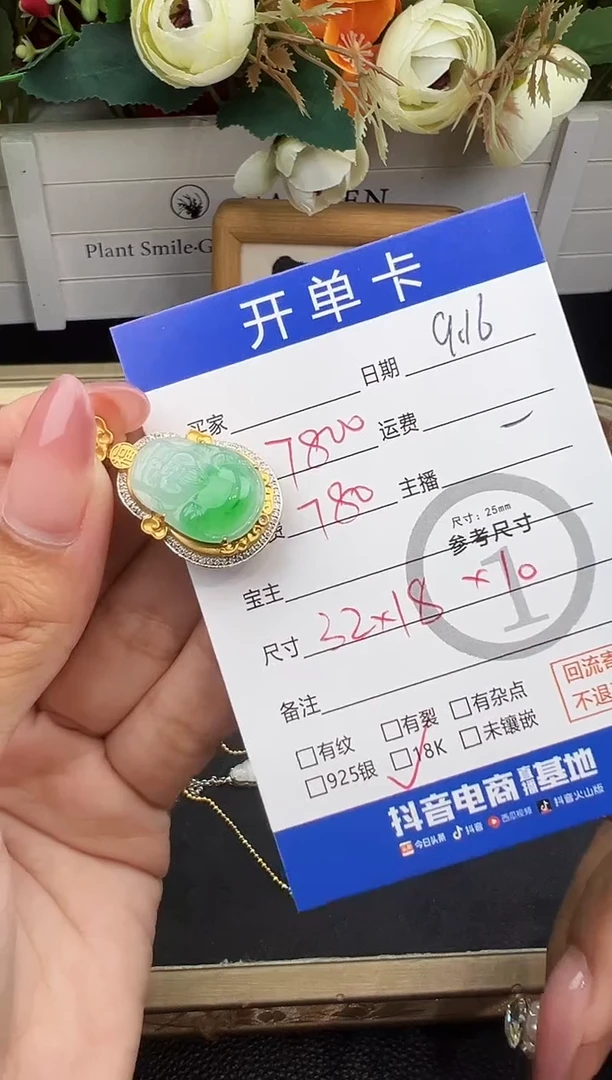 Plant Smile·G
开单卡
日期 9.16
买家
7800 运费 —
780 主播
尺寸：25mm
参考尺寸
1
宝主
尺寸 32×18×10
备注
□有纹 □有裂 □有杂点
□925银 □18K □未镶嵌
回流
不退
抖音电商直播基地
今日头条 抖音 西瓜视频 抖音火山版